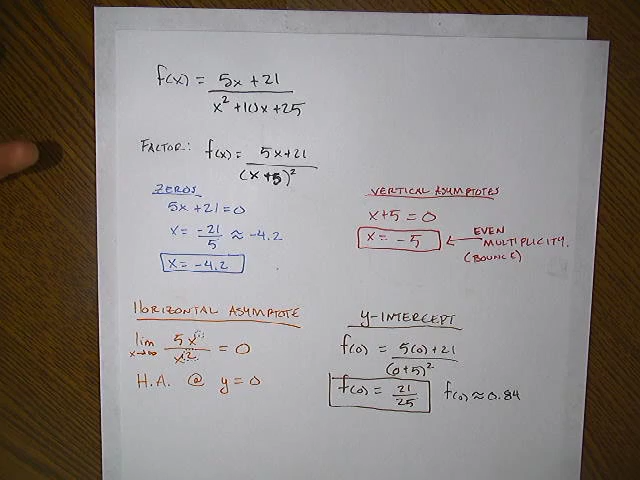 f(x) = 5x + 21 / x² + 10x + 25
FACTOR: f(x) = 5x+21 / (x+5)²
ZEROS
5x + 21 = 0
x = -21/5 ≈ -4.2
x = -4.2
VERTICAL ASYMPTOTES
x+5 = 0
x = -5 ← EVEN
MULTIPLICITY.
(BOUNCE)
HORIZONTAL ASYMPTOTE
lim x→∞ 5x / x² = 0
H.A. @ y = 0
y-INTERCEPT
f(0) = 5(0)+21 / (0+5)²
f(0) = 21/25 f(0) ≈ 0.84